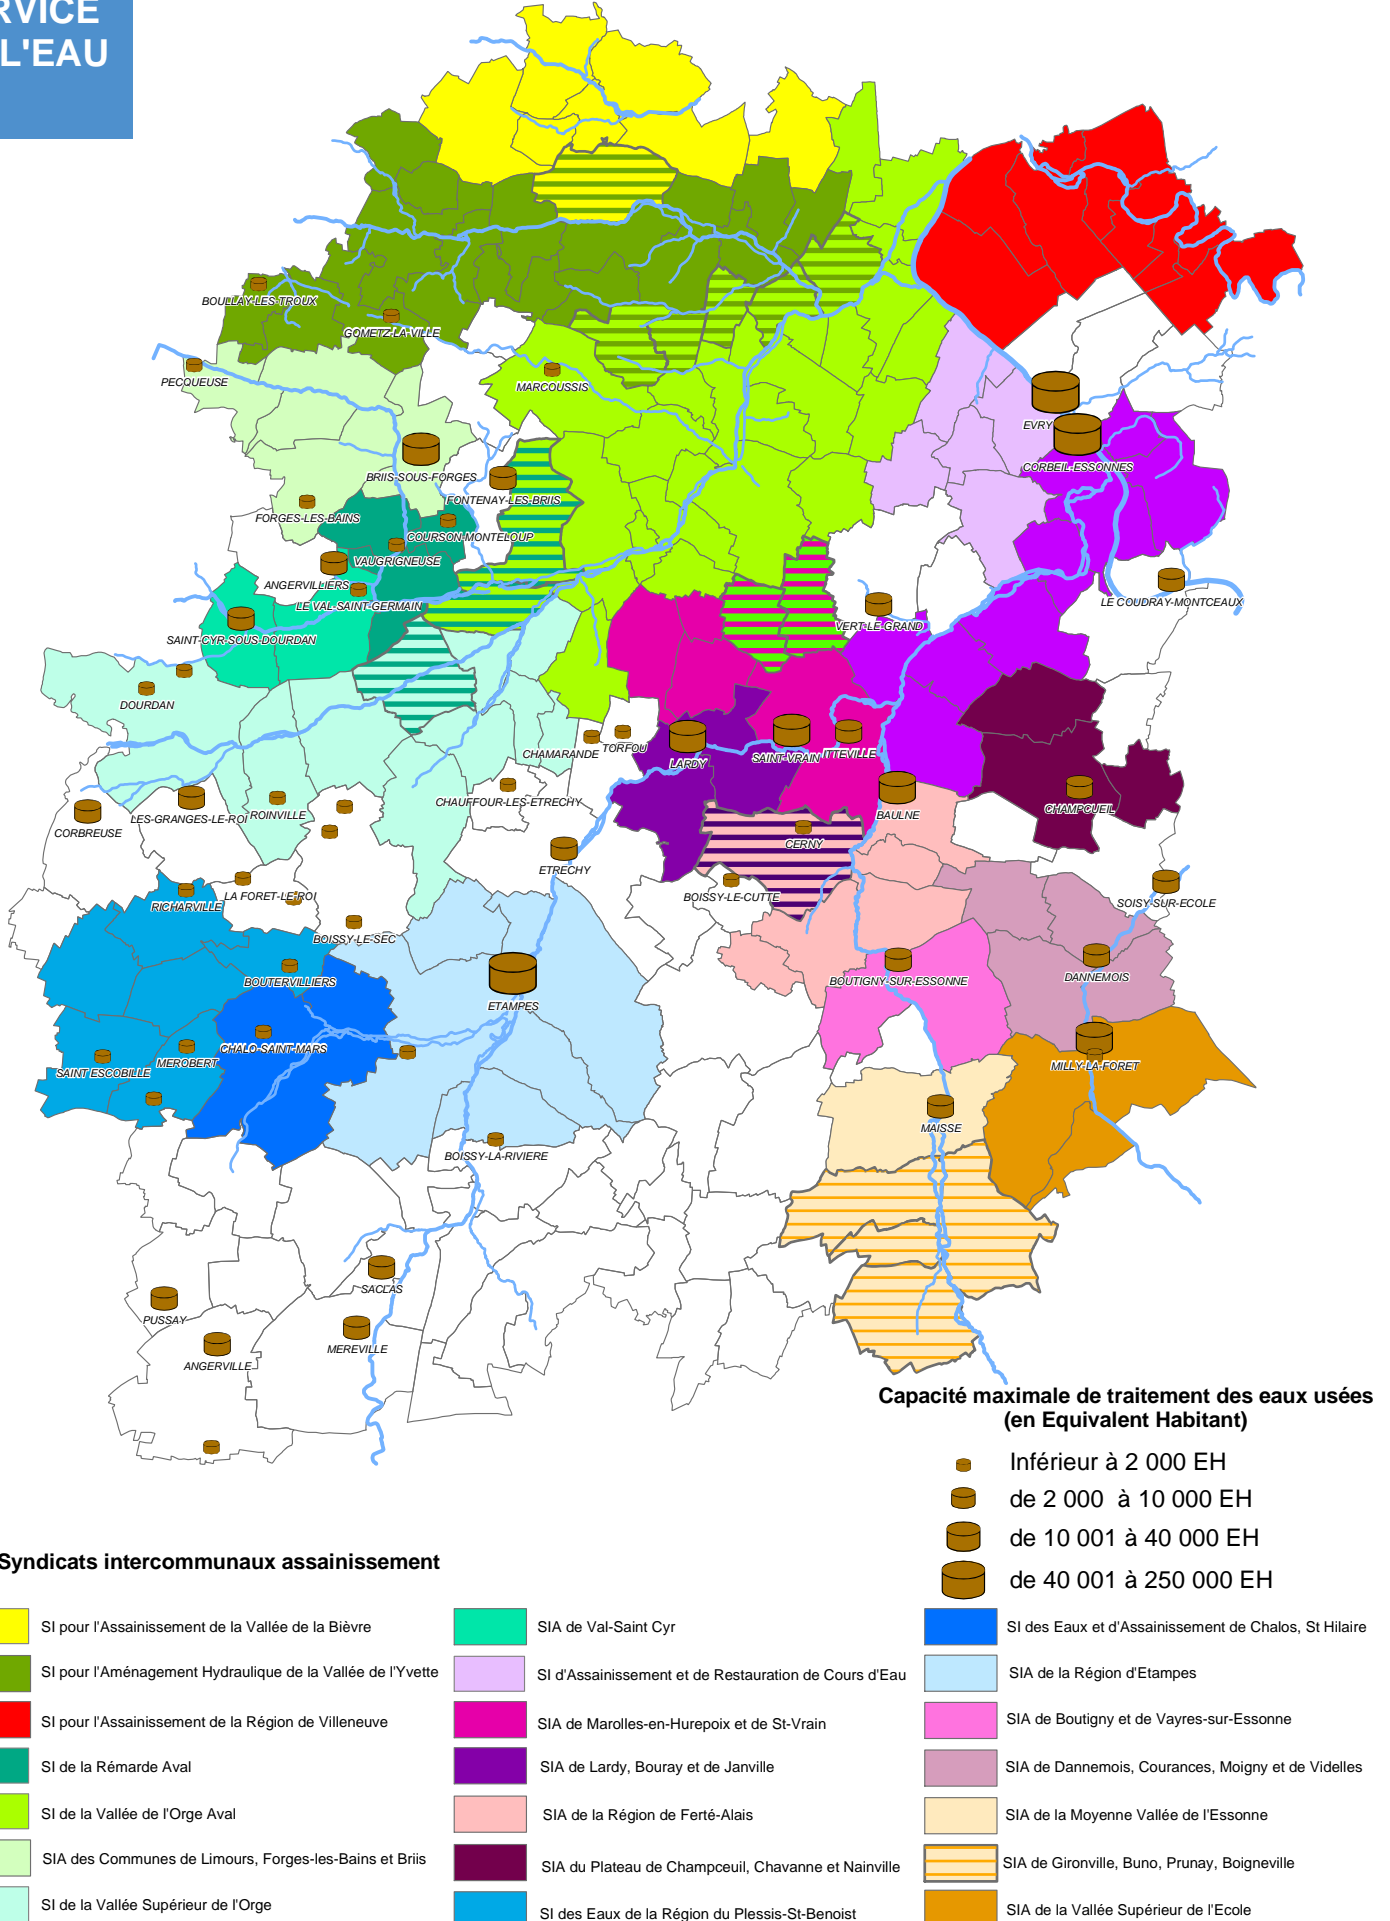 RVICE
L'EAU
BOULLAY-LES-TROUX
GOMETZ-LA-VILLE
PECQUEUSE
MARCOUSSIS
EVRY
CORBEIL-ESSONNES
BRIIS-SOUS-FORGES
FONTENAY-LES-BRIIS
FORGES-LES-BAINS
COURSON-MONTELOUP
VAUGRIGNEUSE
ANGERVILLIERS
LE VAL-SAINT-GERMAIN
LE COUDRAY-MONTCEAUX
SAINT-CYR-SOUS-DOURDAN
VERT-LE-GRAND
DOURDAN
CHAMARANDE
TORFOU
LARDY
SAINT-VRAIN
ITTEVILLE
CHAUFFOUR-LES-ETRECHY
CORBREUSE
LES-GRANGES-LE-ROI
ROINVILLE
BAULNE
CHAMPCUEIL
CERNY
ETRECHY
RICHARVILLE
LA FORET-LE-ROI
BOISSY-LE-CUTTE
SOISY-SUR-ECOLE
BOISSY-LE-SEC
BOUTERVILLIERS
BOUTIGNY-SUR-ESSONNE
DANNEMOIS
ETAMPES
CHALO-SAINT-MARS
SAINT ESCOBILLE
MEROBERT
MILLY-LA-FORET
MAISSE
BOISSY-LA-RIVIERE
SACLAS
PUSSAY
MEREVILLE
ANGERVILLE
Capacité maximale de traitement des eaux usées
(en Equivalent Habitant)
Inférieur à 2 000 EH
de 2 000 à 10 000 EH
de 10 001 à 40 000 EH
de 40 001 à 250 000 EH
Syndicats intercommunaux assainissement
SI pour l'Assainissement de la Vallée de la Bièvre
SI pour l'Aménagement Hydraulique de la Vallée de l'Yvette
SI pour l'Assainissement de la Région de Villeneuve
SI de la Rémarde Aval
SI de la Vallée de l'Orge Aval
SIA des Communes de Limours, Forges-les-Bains et Briis
SI de la Vallée Supérieur de l'Orge
SIA de Val-Saint Cyr
SI d'Assainissement et de Restauration de Cours d'Eau
SIA de Marolles-en-Hurepoix et de St-Vrain
SIA de Lardy, Bouray et de Janville
SIA de la Région de Ferté-Alais
SIA du Plateau de Champceuil, Chavanne et Nainville
SI des Eaux de la Région du Plessis-St-Benoist
SI des Eaux et d'Assainissement de Chalos, St Hilaire
SIA de la Région d'Etampes
SIA de Boutigny et de Vayres-sur-Essonne
SIA de Dannemois, Courances, Moigny et de Videlles
SIA de la Moyenne Vallée de l'Essonne
SIA de Gironville, Buno, Prunay, Boigneville
SIA de la Vallée Supérieur de l'Ecole